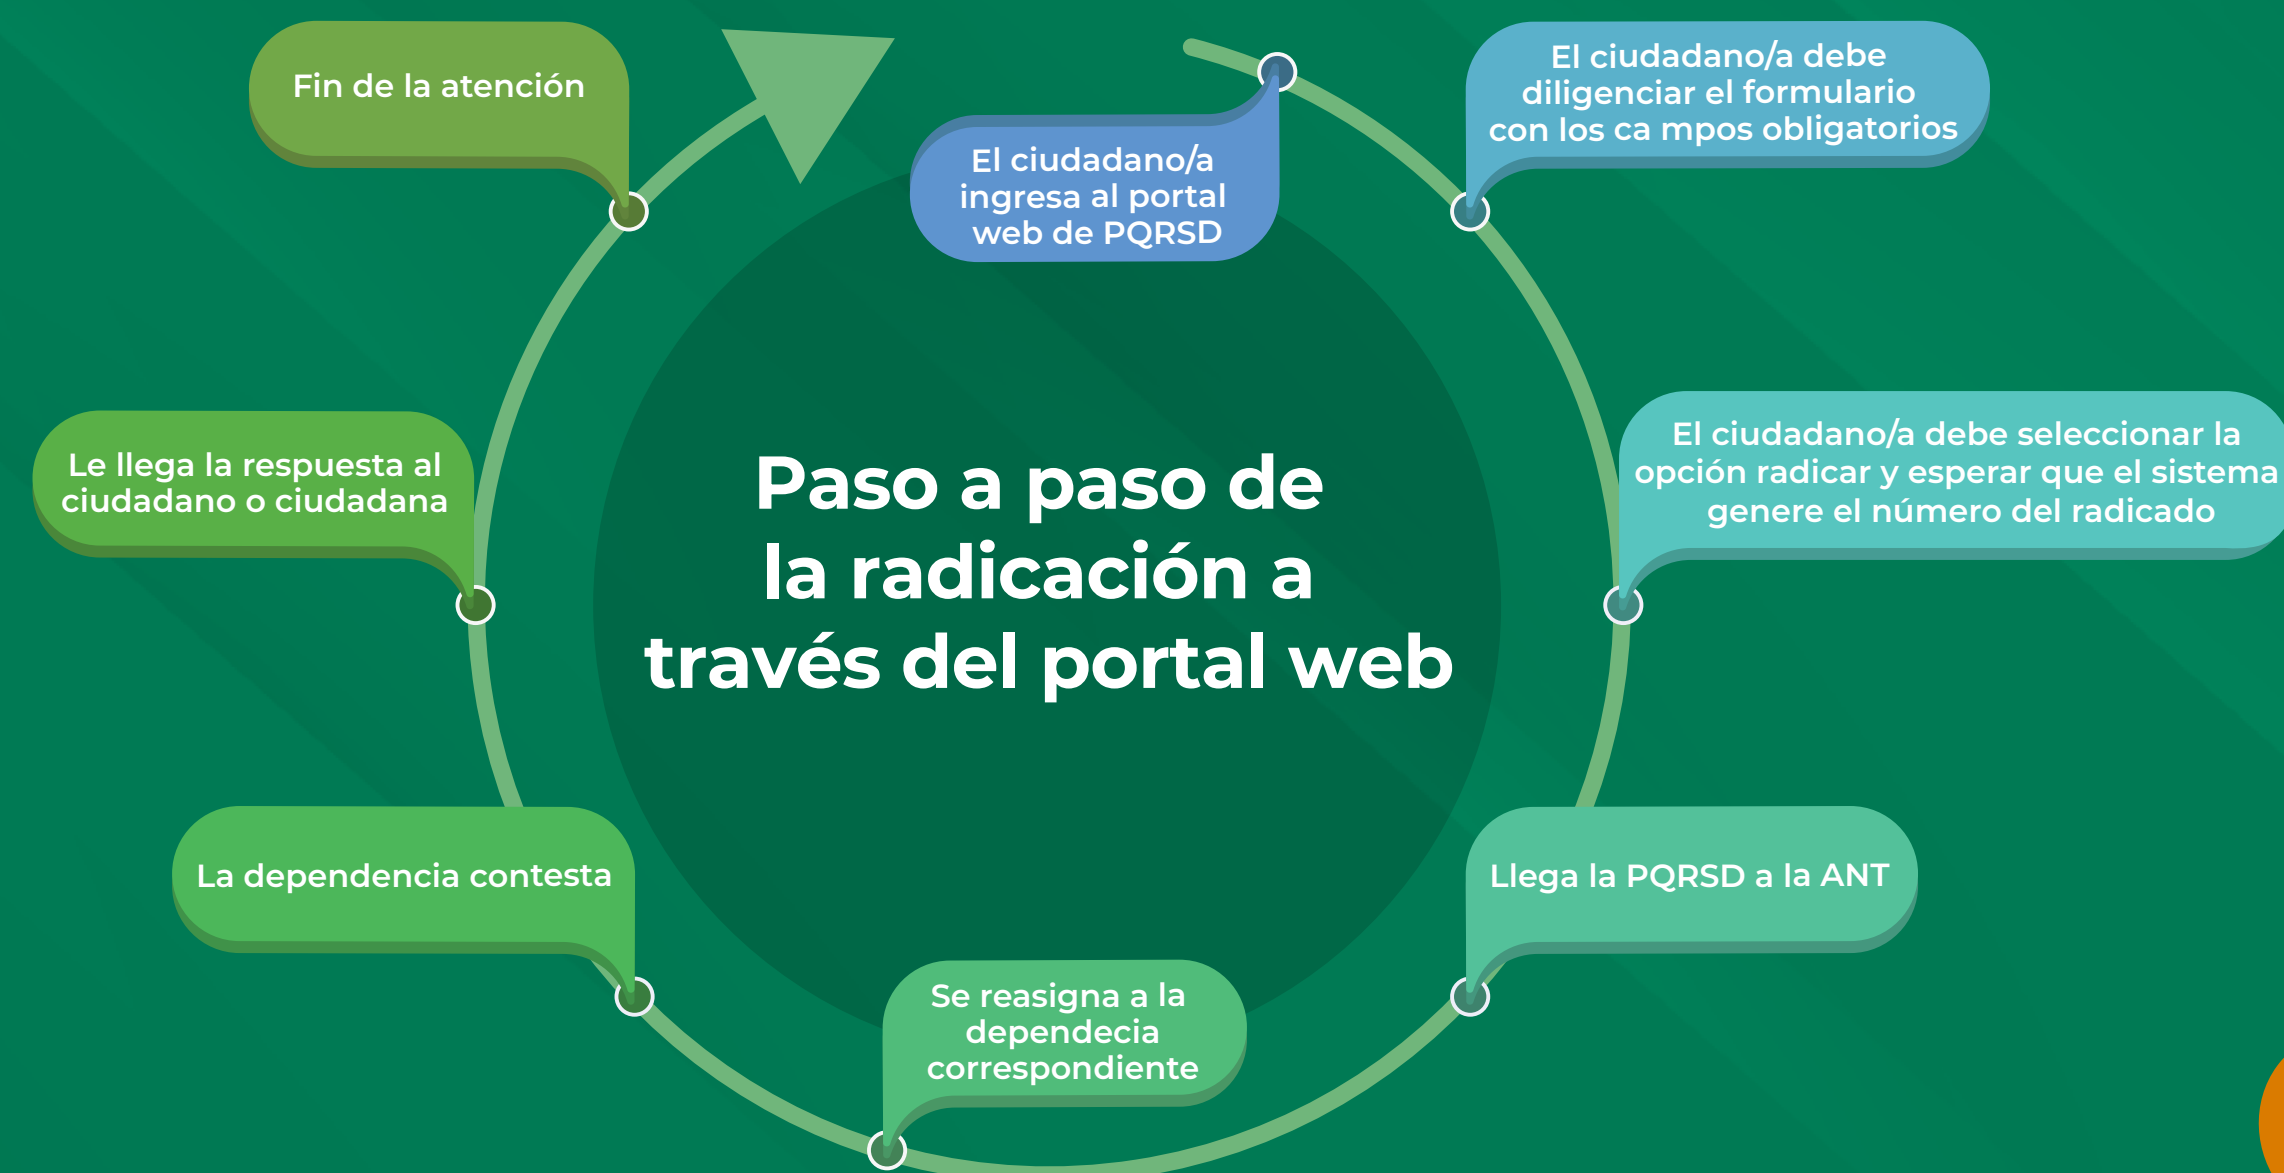 Paso a paso de
la radicación a
través del portal web
El ciudadano/a
ingresa al portal
web de PQRSD
El ciudadano/a debe
diligenciar el formulario
con los ca mpos obligatorios
El ciudadano/a debe seleccionar la
opción radicar y esperar que el sistema
genere el número del radicado
Llega la PQRSD a la ANT
Se reasigna a la
dependecia
correspondiente
La dependencia contesta
Le llega la respuesta al
ciudadano o ciudadana
Fin de la atención